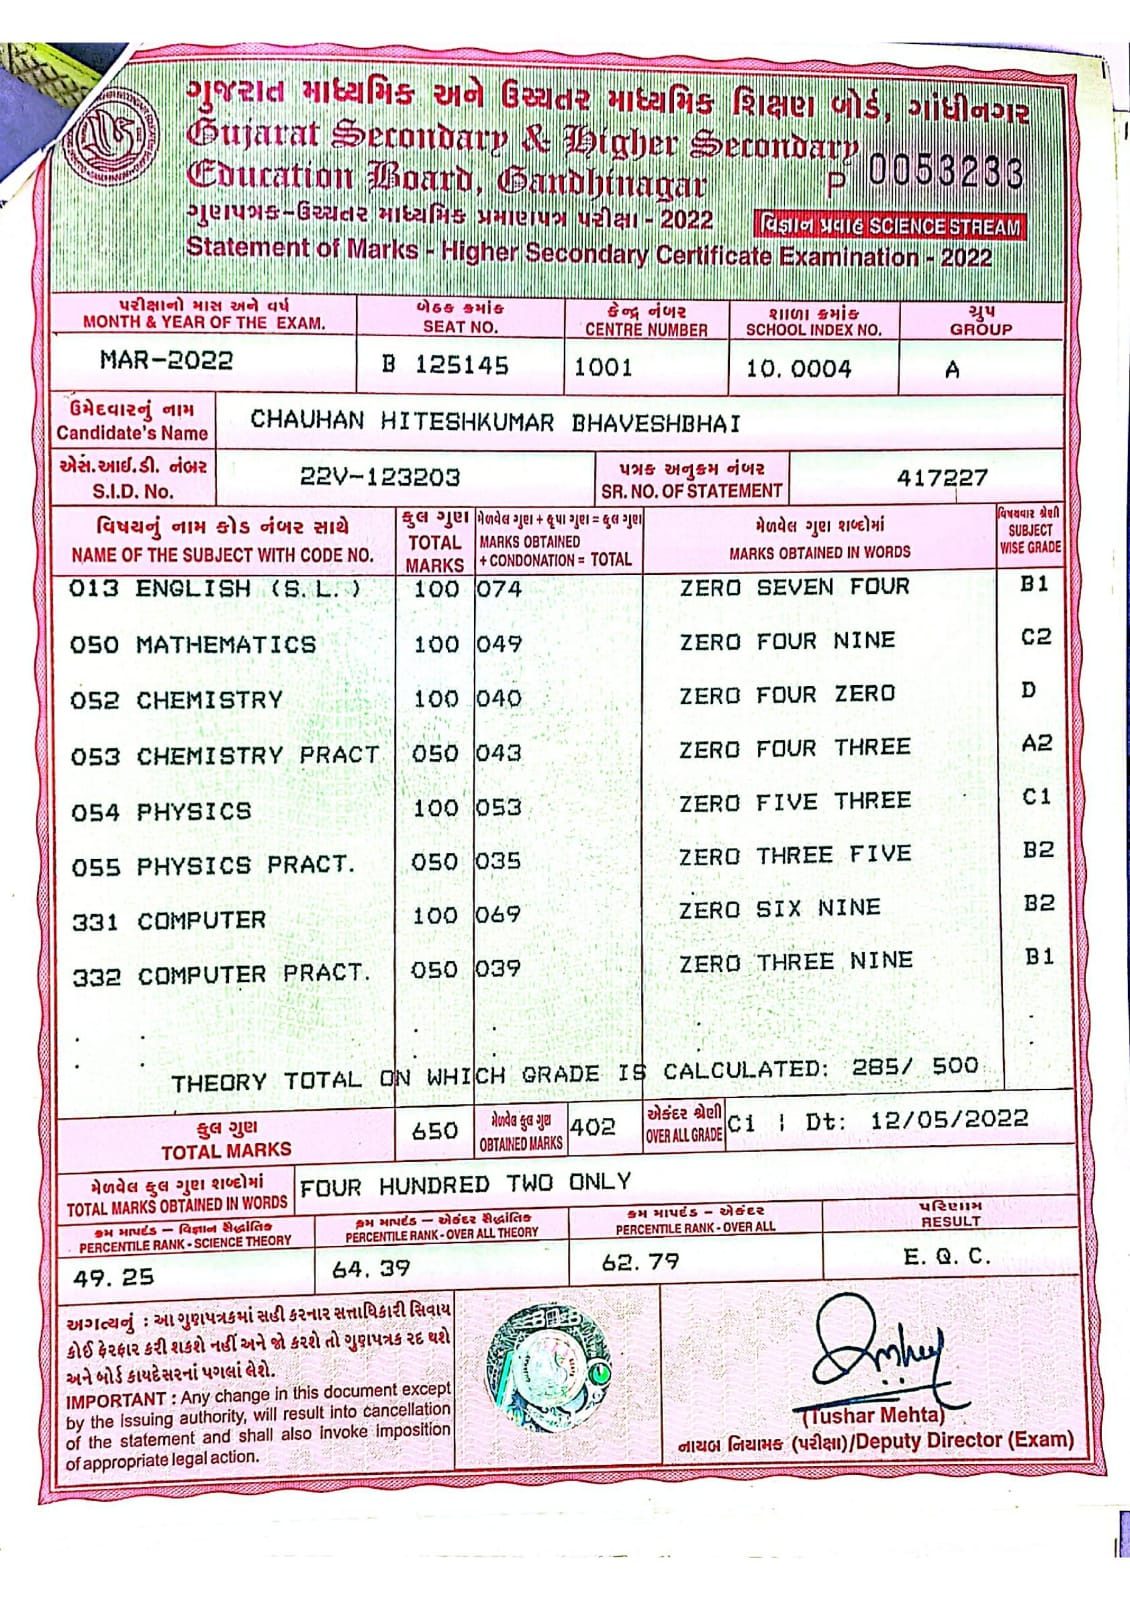 ગુજરાત માધ્યમિક અને ઉચ્ચતર માધ્યમિક શિક્ષણ બોર્ડ, ગાંધીનગર
Gujarat Secondary & Higher Secondary
Education Board, Gandhinagar
P 0053233
ગુણપત્રક-ઉચ્ચતર માધ્યમિક પ્રમાણપત્ર પરીક્ષા - 2022
વિજ્ઞાન પ્રવાહ SCIENCE STREAM
Statement of Marks - Higher Secondary Certificate Examination - 2022
પરીક્ષાનો માસ અને વર્ષ બેઠક ક્રમાંક કેન્દ્ર નંબર શાળા ક્રમાંક ગ્રુપ
MONTH & YEAR OF THE EXAM. SEAT NO. CENTRE NUMBER SCHOOL INDEX NO. GROUP
MAR-2022 B 125145 1001 10.0004 A
ઉમેદવારનું નામ
Candidate's Name
CHAUHAN HITESHKUMAR BHAVESHBHAI
એસ.આઈ.ડી. નંબર
S.I.D. No.
22V-123203
પત્રક અનુક્રમ નંબર
SR. NO. OF STATEMENT
417227
વિષયનું નામ કોડ નંબર સાથે
NAME OF THE SUBJECT WITH CODE NO.
કુલ ગુણ
TOTAL
MARKS
મેળવેલ ગુણ + કૃપા ગુણ = કુલ ગુણ
MARKS OBTAINED
+ CONDONATION = TOTAL
મેળવેલ ગુણ શબ્દોમાં
MARKS OBTAINED IN WORDS
વિષયવાર શ્રેણી
SUBJECT
WISE GRADE
013 ENGLISH (S.L.) 100 074 ZERO SEVEN FOUR B1
050 MATHEMATICS 100 049 ZERO FOUR NINE C2
052 CHEMISTRY 100 040 ZERO FOUR ZERO D
053 CHEMISTRY PRACT 050 043 ZERO FOUR THREE A2
054 PHYSICS 100 053 ZERO FIVE THREE C1
055 PHYSICS PRACT. 050 035 ZERO THREE FIVE B2
331 COMPUTER 100 069 ZERO SIX NINE B2
332 COMPUTER PRACT. 050 039 ZERO THREE NINE B1
THEORY TOTAL ON WHICH GRADE IS CALCULATED: 285/ 500
કુલ ગુણ
TOTAL MARKS
650
મેળવેલ કુલ ગુણ
OBTAINED MARKS
402
એકંદર શ્રેણી
OVER ALL GRADE
C1 | Dt: 12/05/2022
મેળવેલ કુલ ગુણ શબ્દોમાં
TOTAL MARKS OBTAINED IN WORDS
FOUR HUNDRED TWO ONLY
ક્રમ માપદંડ - વિજ્ઞાન સૈદ્ધાંતિક
PERCENTILE RANK - SCIENCE THEORY
ક્રમ માપદંડ - એકંદર સૈદ્ધાંતિક
PERCENTILE RANK - OVER ALL THEORY
ક્રમ માપદંડ - એકંદર
PERCENTILE RANK - OVER ALL
પરિણામ
RESULT
49.25 64.39 62.79 E.Q.C.
અગત્યનું : આ ગુણપત્રકમાં સહી કરનાર સત્તાધિકારી સિવાય
કોઈ ફેરફાર કરી શકશે નહીં અને જો કરશે તો ગુણપત્રક રદ થશે
અને બોર્ડ કાયદેસરનાં પગલાં લેશે.
IMPORTANT : Any change in this document except
by the issuing authority, will result into cancellation
of the statement and shall also invoke imposition
of appropriate legal action.
(Tushar Mehta)
નાયબ નિયામક (પરીક્ષા)/Deputy Director (Exam)